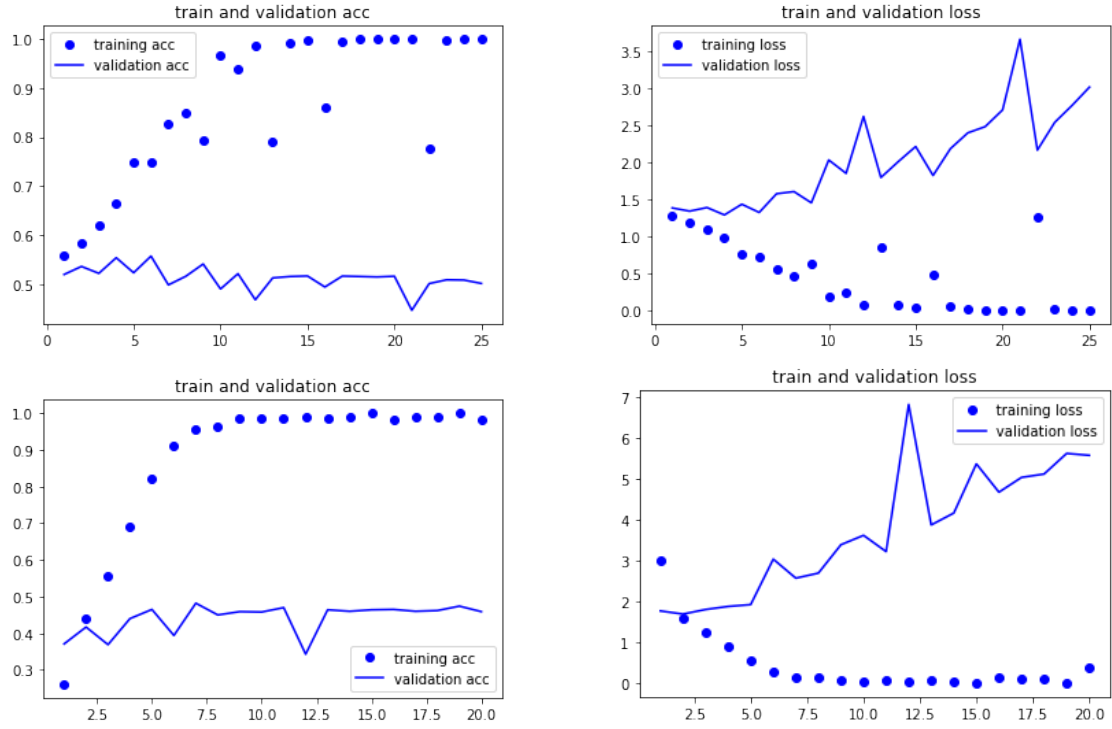 train and validation acc
training acc
validation acc
1.0
0.9
0.8
0.7
0.6
0.5
0 5 10 15 20 25
train and validation loss
training loss
validation loss
3.5
3.0
2.5
2.0
1.5
1.0
0.5
0.0
0 5 10 15 20 25
train and validation acc
1.0
0.9
0.8
0.7
0.6
0.5
0.4
0.3
training acc
validation acc
2.5 5.0 7.5 10.0 12.5 15.0 17.5 20.0
train and validation loss
training loss
validation loss
7
6
5
4
3
2
1
0
2.5 5.0 7.5 10.0 12.5 15.0 17.5 20.0